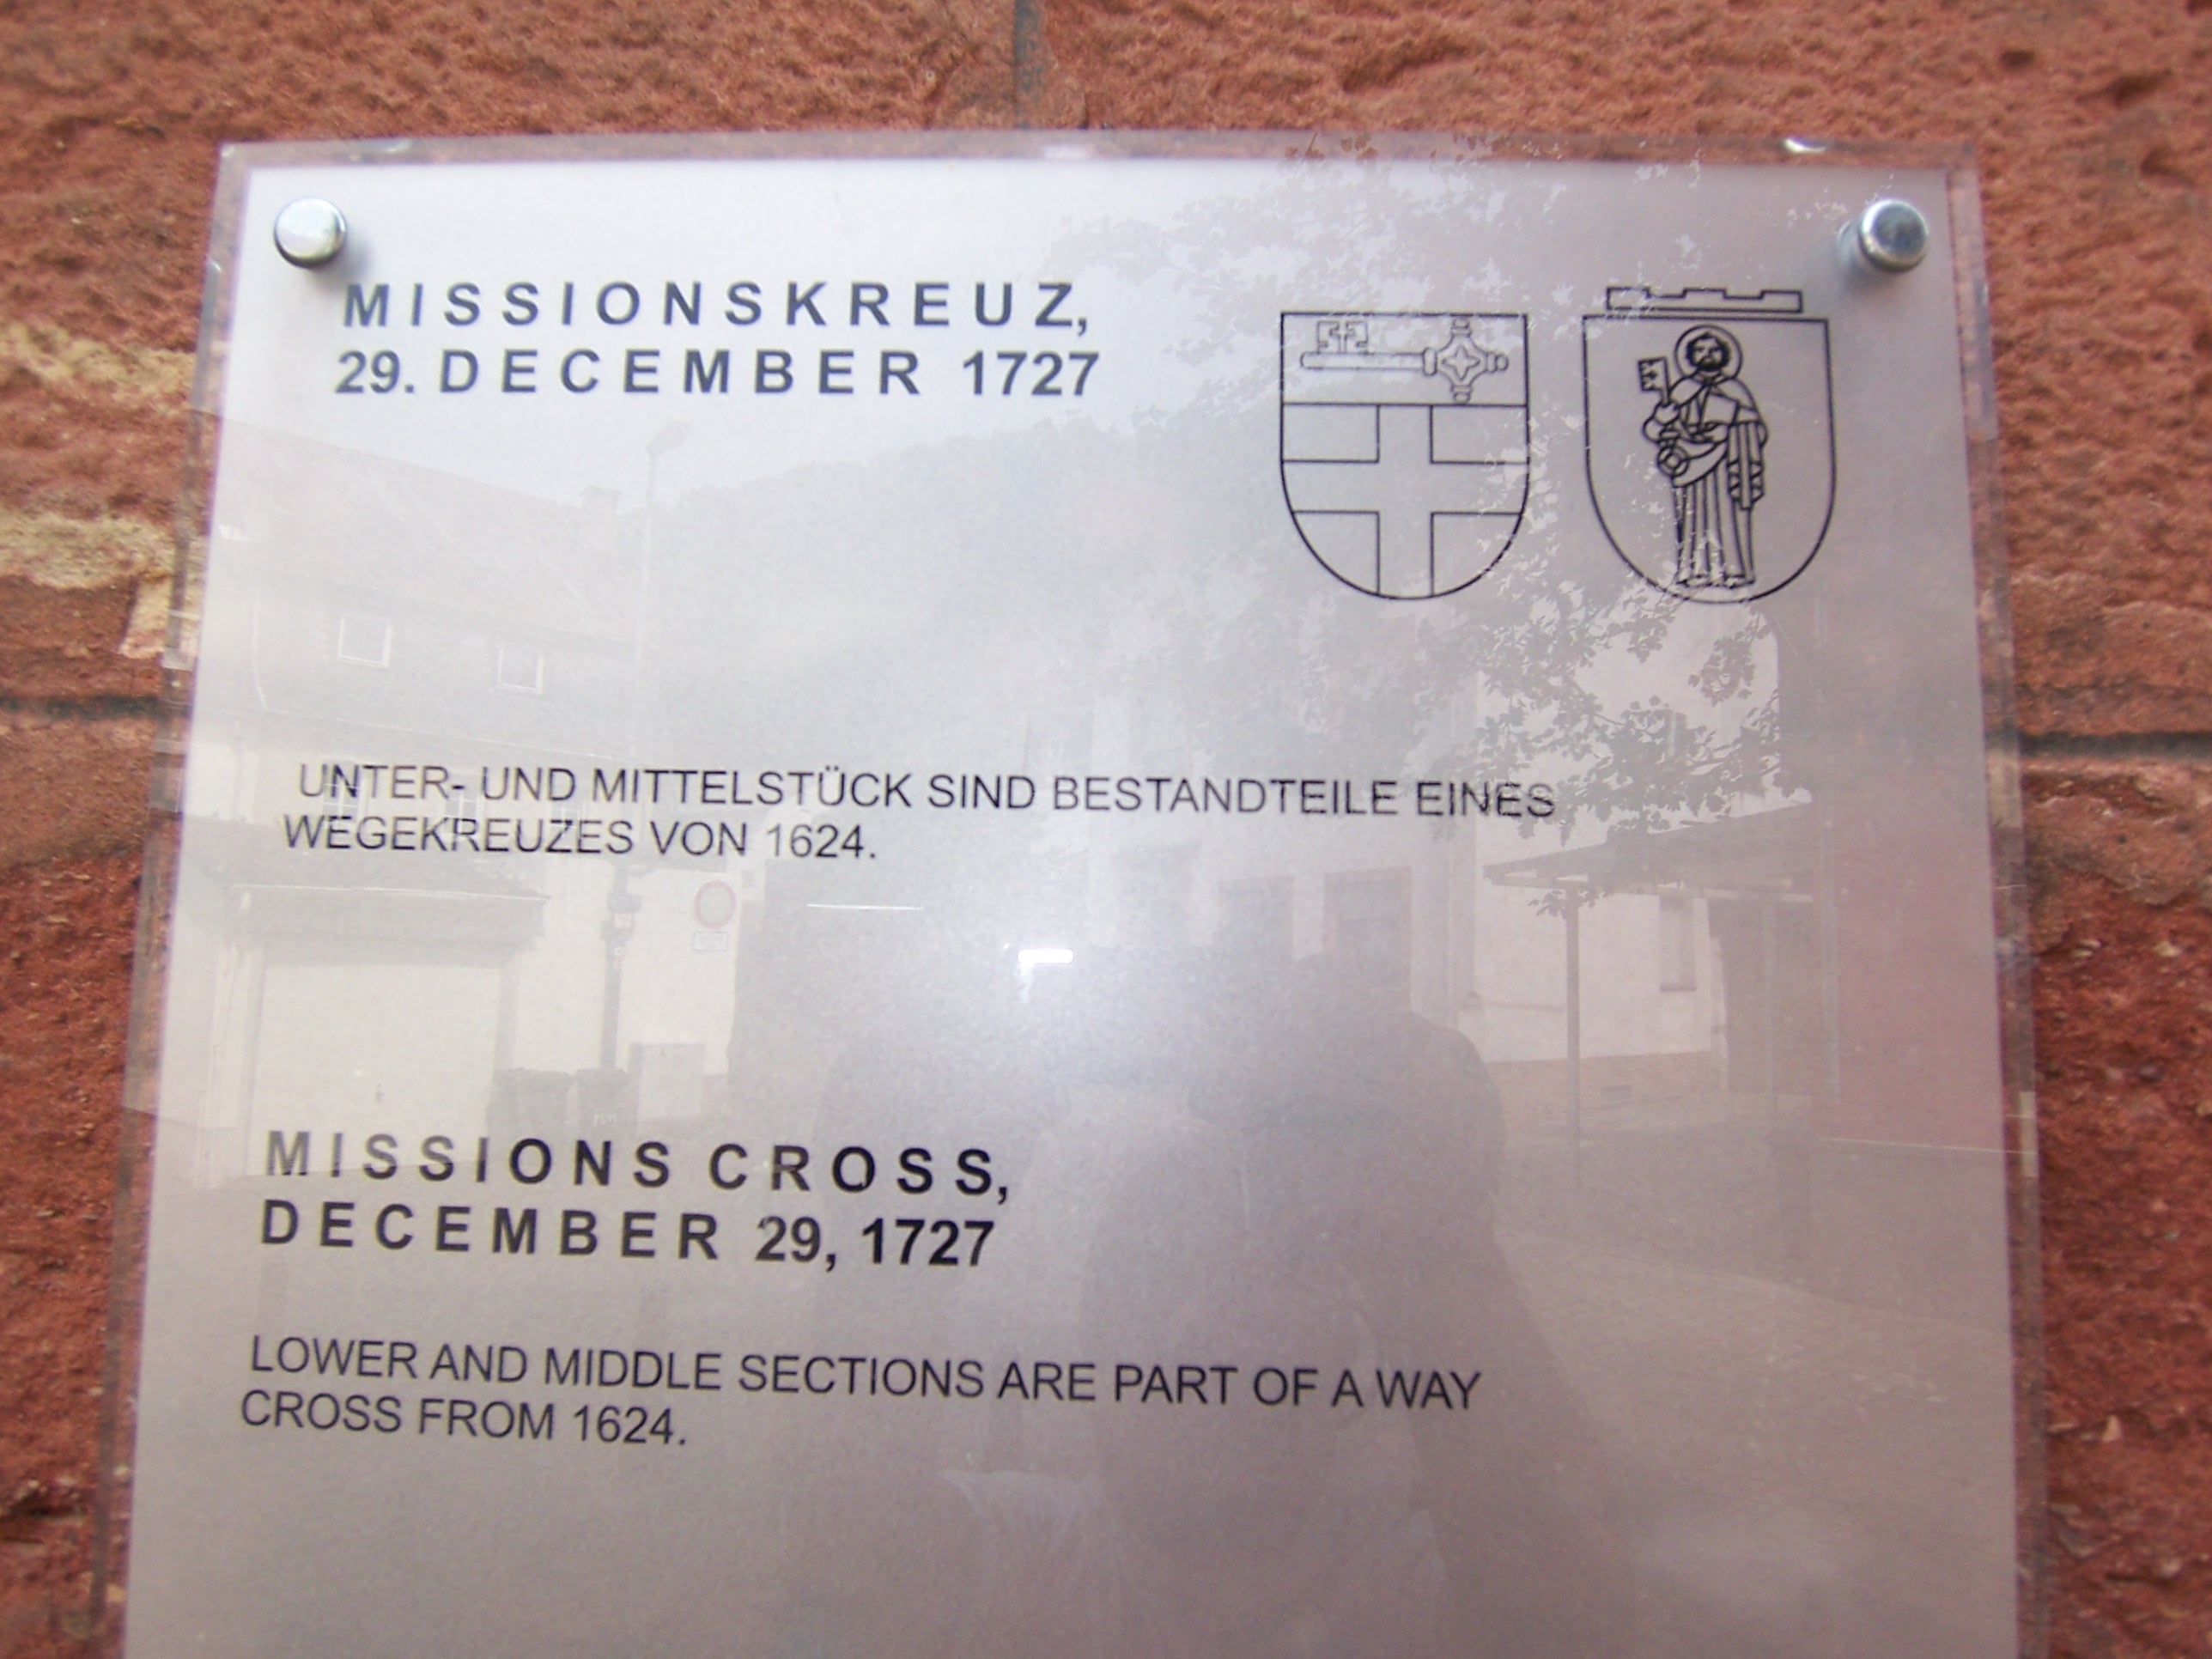 MISSIONSKREUZ,
29. DECEMBER 1727
UNTER- UND MITTELSTÜCK SIND BESTANDTEILE EINES
WEGEKREUZES VON 1624.
MISSIONS CROSS,
DECEMBER 29, 1727
LOWER AND MIDDLE SECTIONS ARE PART OF A WAY
CROSS FROM 1624.